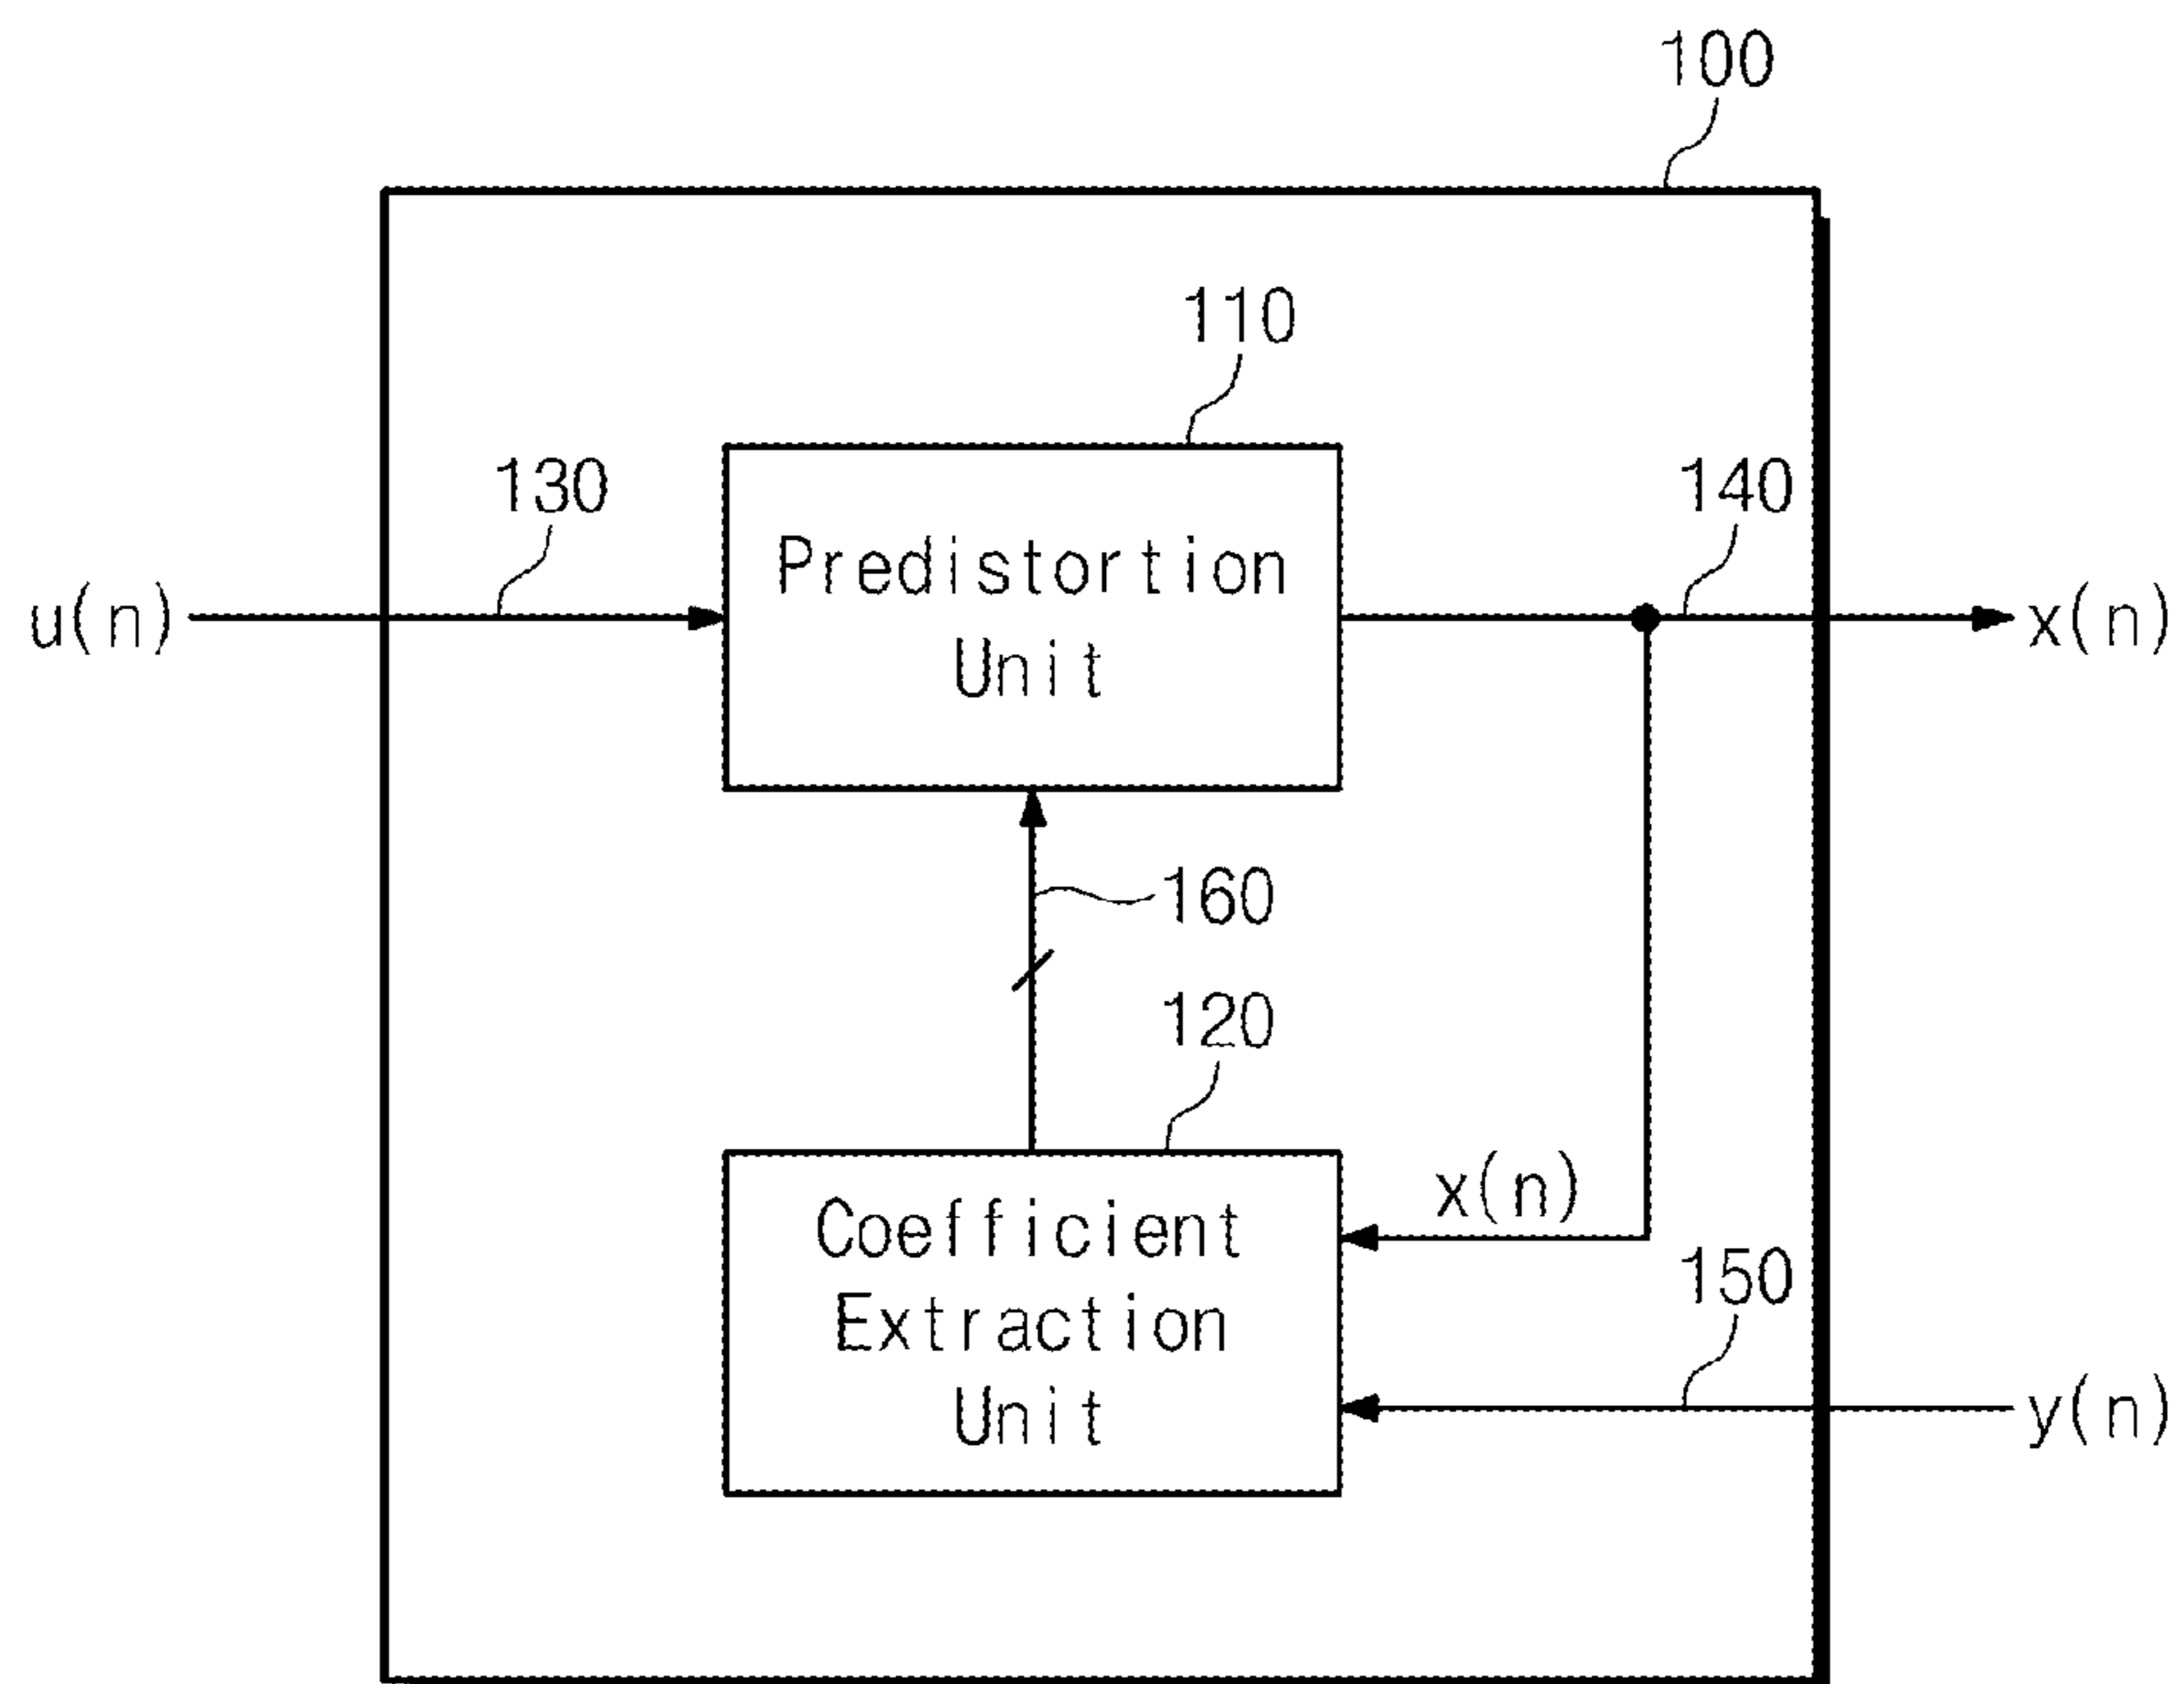 100
110
130
140
Predistortion
Unit
u(n)
x(n)
160
120
x(n)
Coefficient
Extraction
Unit
150
y(n)